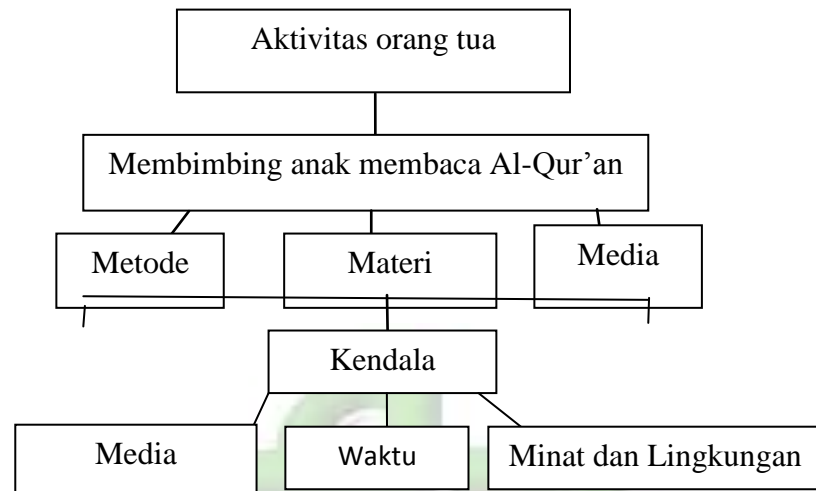 Aktivitas orang tua
Membimbing anak membaca Al-Qur’an
Metode
Materi
Media
Kendala
Media
Waktu
Minat dan Lingkungan